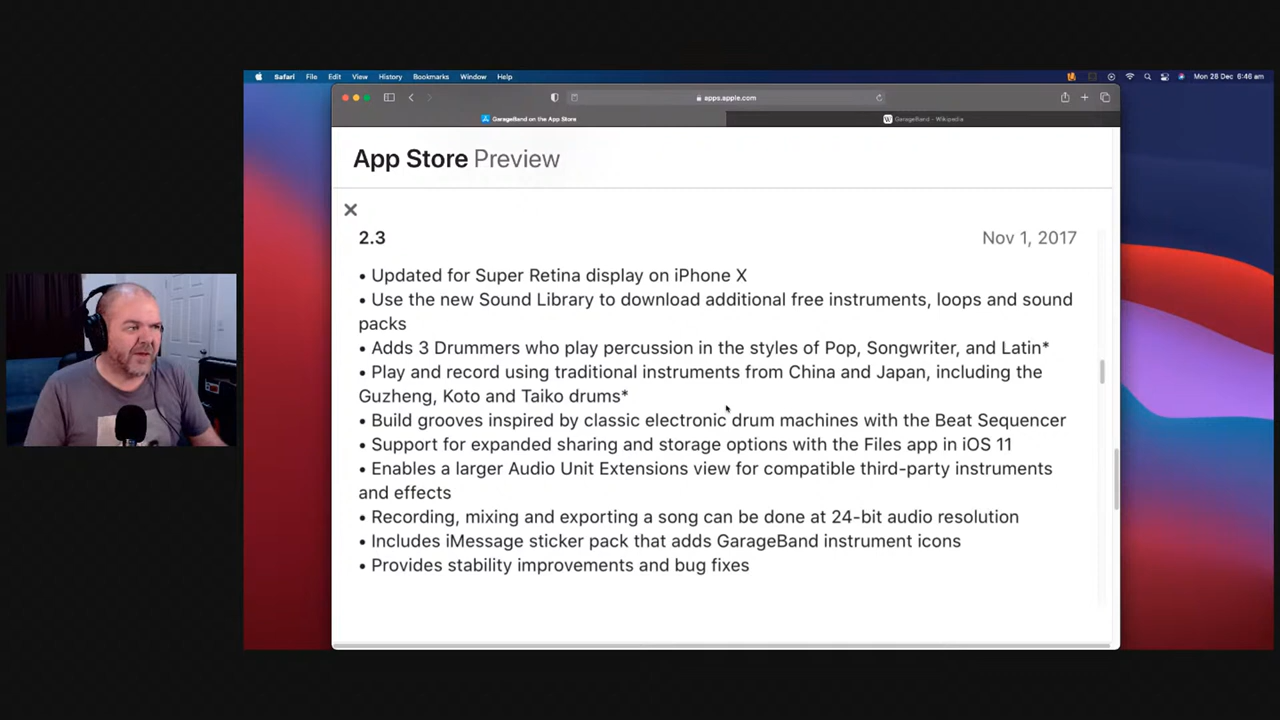 Safari File Edit View History Bookmarks Window Help Mon 28 Dec 6:46 am
apps.apple.com
GarageBand on the App Store GarageBand – Wikipedia
App Store Preview
2.3 Nov 1, 2017
• Updated for Super Retina display on iPhone X
• Use the new Sound Library to download additional free instruments, loops and sound
packs
• Adds 3 Drummers who play percussion in the styles of Pop, Songwriter, and Latin*
• Play and record using traditional instruments from China and Japan, including the
Guzheng, Koto and Taiko drums*
• Build grooves inspired by classic electronic drum machines with the Beat Sequencer
• Support for expanded sharing and storage options with the Files app in iOS 11
• Enables a larger Audio Unit Extensions view for compatible third-party instruments
and effects
• Recording, mixing and exporting a song can be done at 24-bit audio resolution
• Includes iMessage sticker pack that adds GarageBand instrument icons
• Provides stability improvements and bug fixes